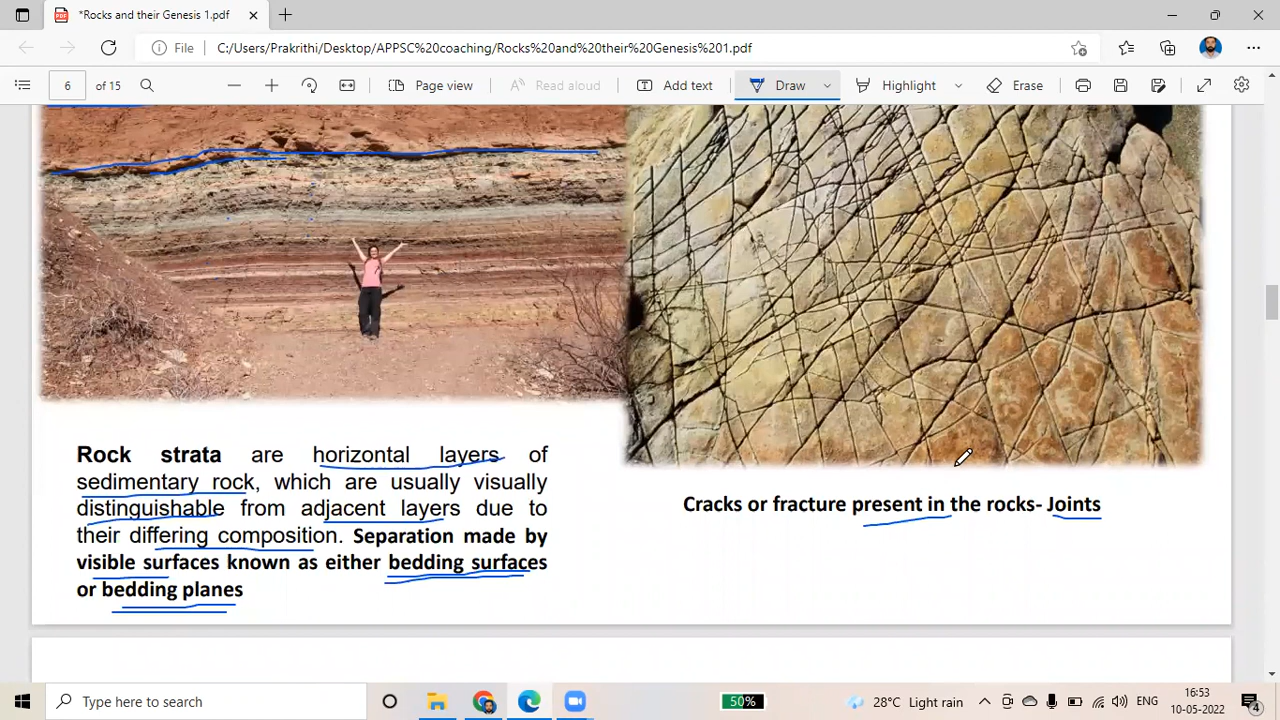 *Rocks and their Genesis 1.pdf
PDF
File
C:/Users/Prakrithi/Desktop/APPSC%20coaching/Rocks%20and%20their%20Genesis%201.pdf
6 of 15
Page view
Read aloud
Add text
Draw
Highlight
Erase
Rock strata are horizontal layers of
sedimentary rock, which are usually visually
distinguishable from adjacent layers due to
their differing composition. Separation made by
visible surfaces known as either bedding surfaces
or bedding planes
Cracks or fracture present in the rocks- Joints
Type here to search
50%
28°C Light rain
ENG
16:53
10-05-2022
4